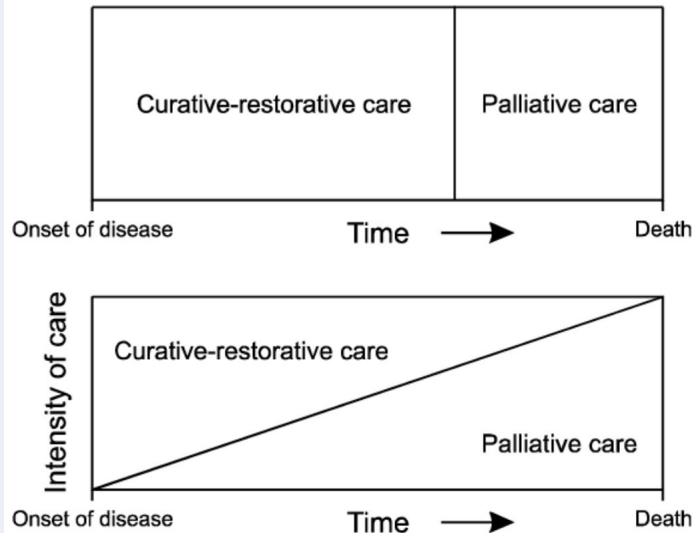 Curative-restorative care
Palliative care
Onset of disease
Time
Death
Intensity of care
Curative-restorative care
Palliative care
Onset of disease
Time
Death